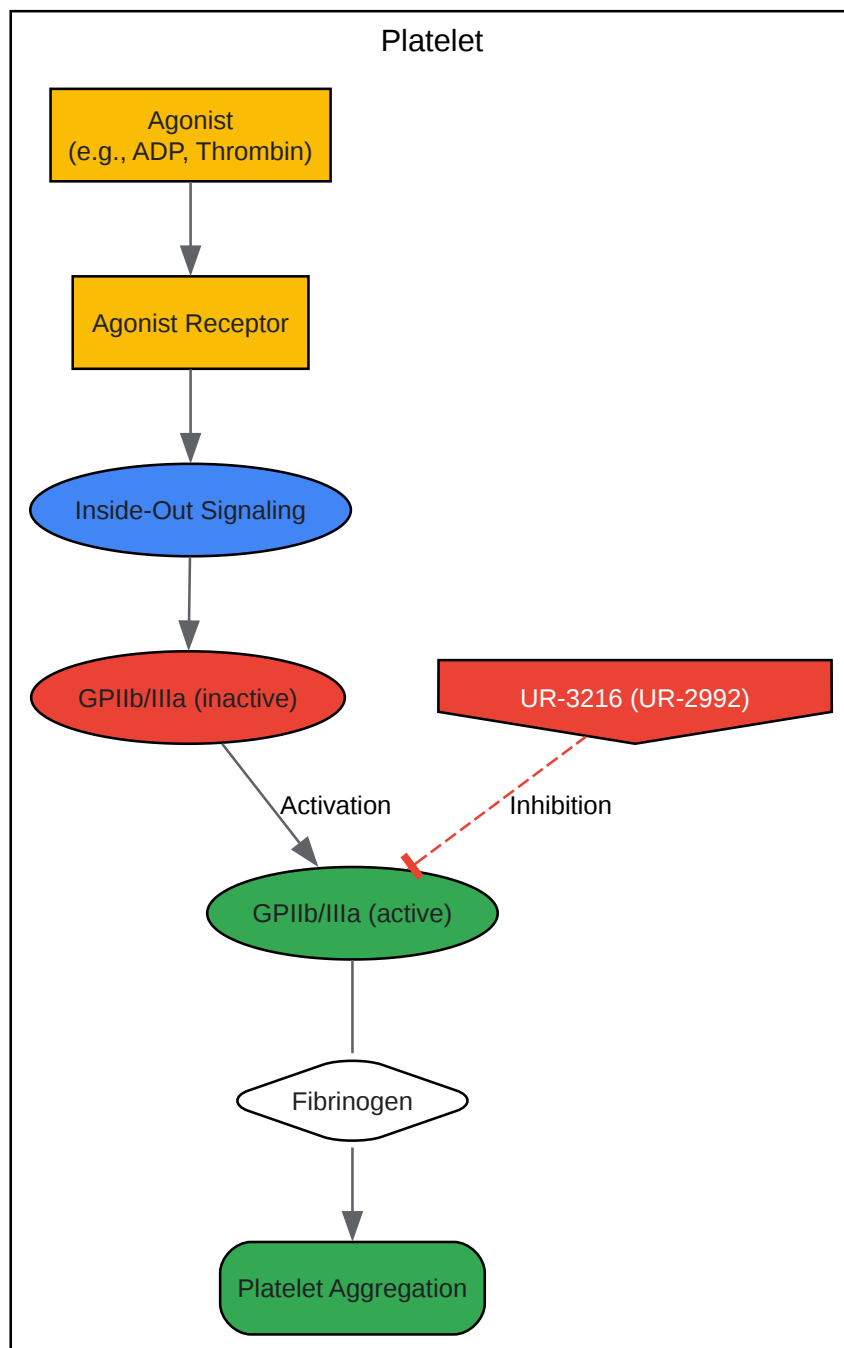 Platelet
Agonist
(e.g., ADP, Thrombin)
Agonist Receptor
Inside-Out Signaling
GPIIb/IIIa (inactive)
UR-3216 (UR-2992)
Activation
Inhibition
GPIIb/IIIa (active)
Fibrinogen
Platelet Aggregation